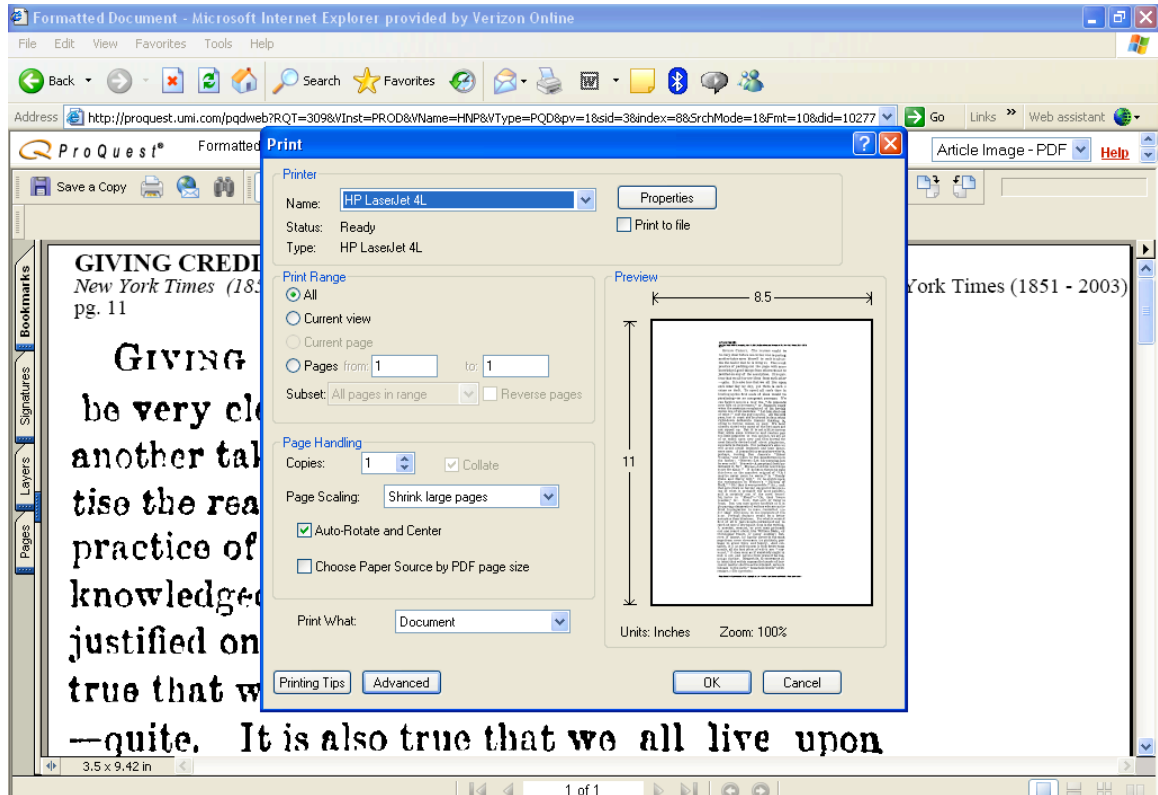 Formatted Document - Microsoft Internet Explorer provided by Verizon Online
File Edit View Favorites Tools Help
Back Search Favorites
Address http://proquest.umi.com/pqdweb?RQT=309&VInst=PROD&VName=HNP&VType=PQD&pv=1&sid=3&index=8&SrchMode=1&Fmt=10&did=10277 Go Links » Web assistant
ProQuest® Formatted Article Image - PDF Help
Save a Copy
Bookmarks
Signatures
Layers
Pages
GIVING CREDI
New York Times (185 York Times (1851 - 2003)
pg. 11
GIVING
be very cle
another tak
tise the rea
practice of
knowledge
justified on
true that w
—quite. It is also true that we all live upon
3.5 x 9.42 in
1 of 1
Print
Printer
Name: HP LaserJet 4L Properties
Status: Ready Print to file
Type: HP LaserJet 4L
Print Range
All
Current view
Current page
Pages from: 1 to: 1
Subset: All pages in range Reverse pages
Page Handling
Copies: 1 Collate
Page Scaling: Shrink large pages
Auto-Rotate and Center
Choose Paper Source by PDF page size
Print What: Document
Preview
8.5
11
Units: Inches Zoom: 100%
Printing Tips Advanced OK Cancel